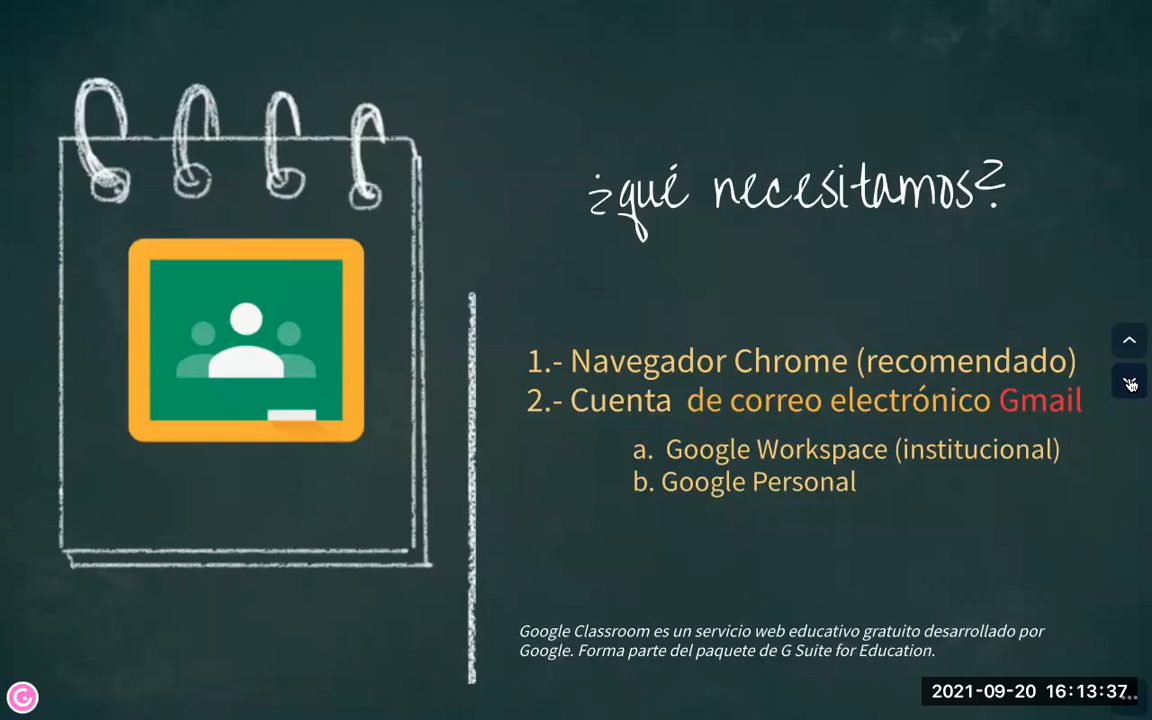 ¿qué necesitamos?
1.- Navegador Chrome (recomendado)
2.- Cuenta de correo electrónico Gmail
a. Google Workspace (institucional)
b. Google Personal
Google Classroom es un servicio web educativo gratuito desarrollado por
Google. Forma parte del paquete de G Suite for Education.
2021-09-20 16:13:37